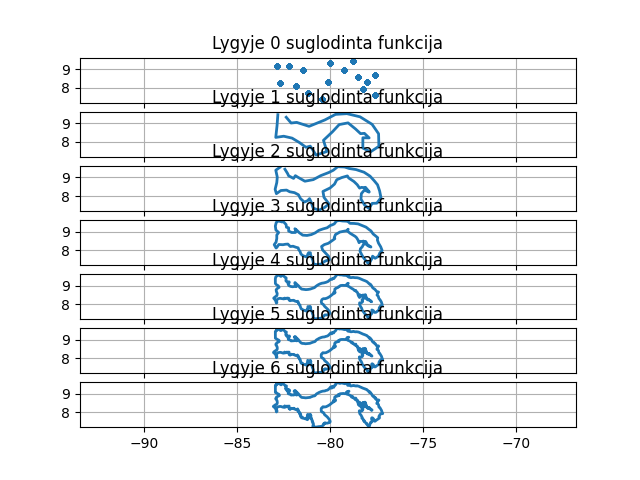 Lygyje 0 suglodinta funkcija
9
8
Lygyje 1 suglodinta funkcija
9
8
Lygyje 2 suglodinta funkcija
9
8
Lygyje 3 suglodinta funkcija
9
8
Lygyje 4 suglodinta funkcija
9
8
Lygyje 5 suglodinta funkcija
9
8
Lygyje 6 suglodinta funkcija
9
8
−90 −85 −80 −75 −70